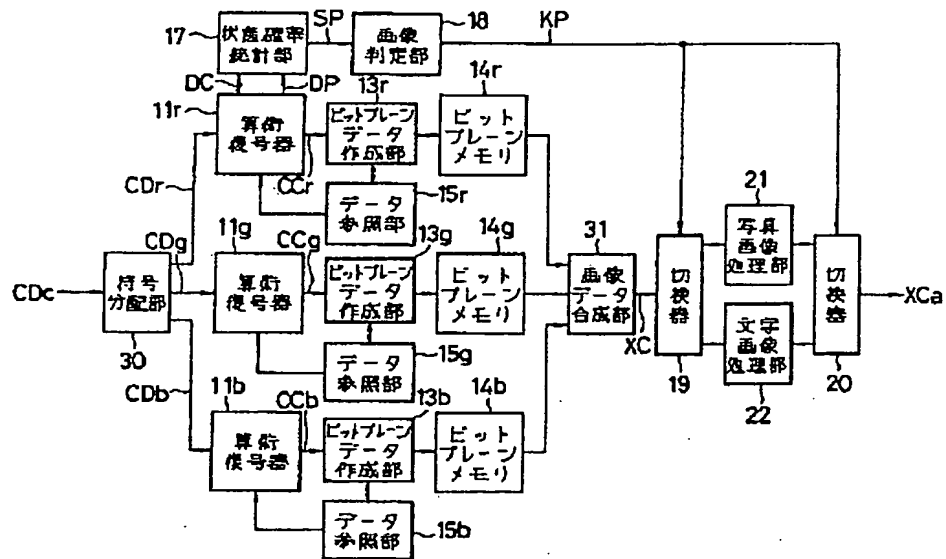 SP
18
KP
17
状態確率
統計部
画像
判定部
DC
DP
13r
14r
11r
算術
復号器
ビットプレーン
データ
作成部
ビット
プレーン
メモリ
CDr
CCr
15r
データ
参照部
21
写真
画像
処理部
CDg
11g
CCg
13g
14g
31
CDc
符号
分配部
算術
復号器
ビットプレーン
データ
作成部
ビット
プレーン
メモリ
画像
データ
合成部
切
換
器
切
換
器
XCa
30
XC
データ
参照部
15g
19
文字
画像
処理部
20
22
CDb
11b
CCb
13b
14b
算術
復号器
ビットプレーン
データ
作成部
ビット
プレーン
メモリ
データ
参照部
15b